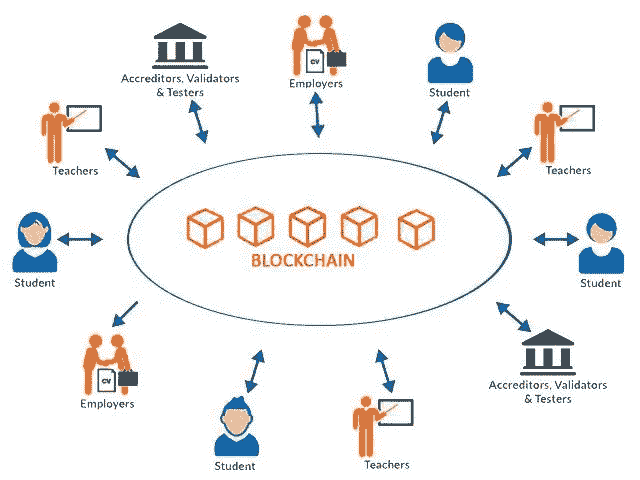 Accreditors, Validators
& Testers
CV
Employers
Student
Teachers
Teachers
Student
BLOCKCHAIN
Student
CV
Employers
Accreditors, Validators
& Testers
Student
Teachers